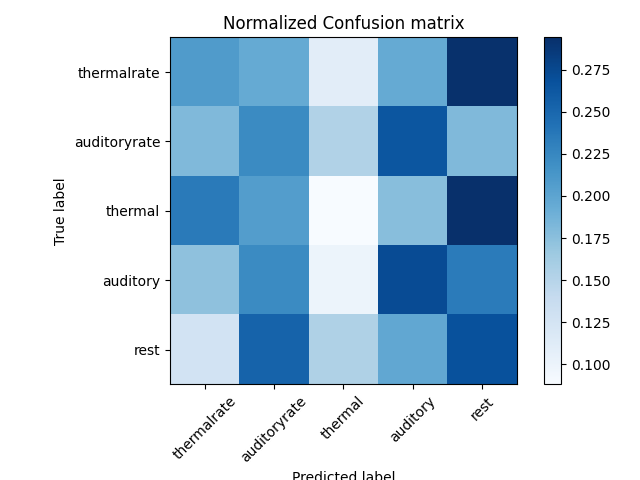 Normalized Confusion matrix
True label
thermalrate
auditoryrate
thermal
auditory
rest
thermalrate
auditoryrate
thermal
auditory
rest
Predicted label
0.275
0.250
0.225
0.200
0.175
0.150
0.125
0.100